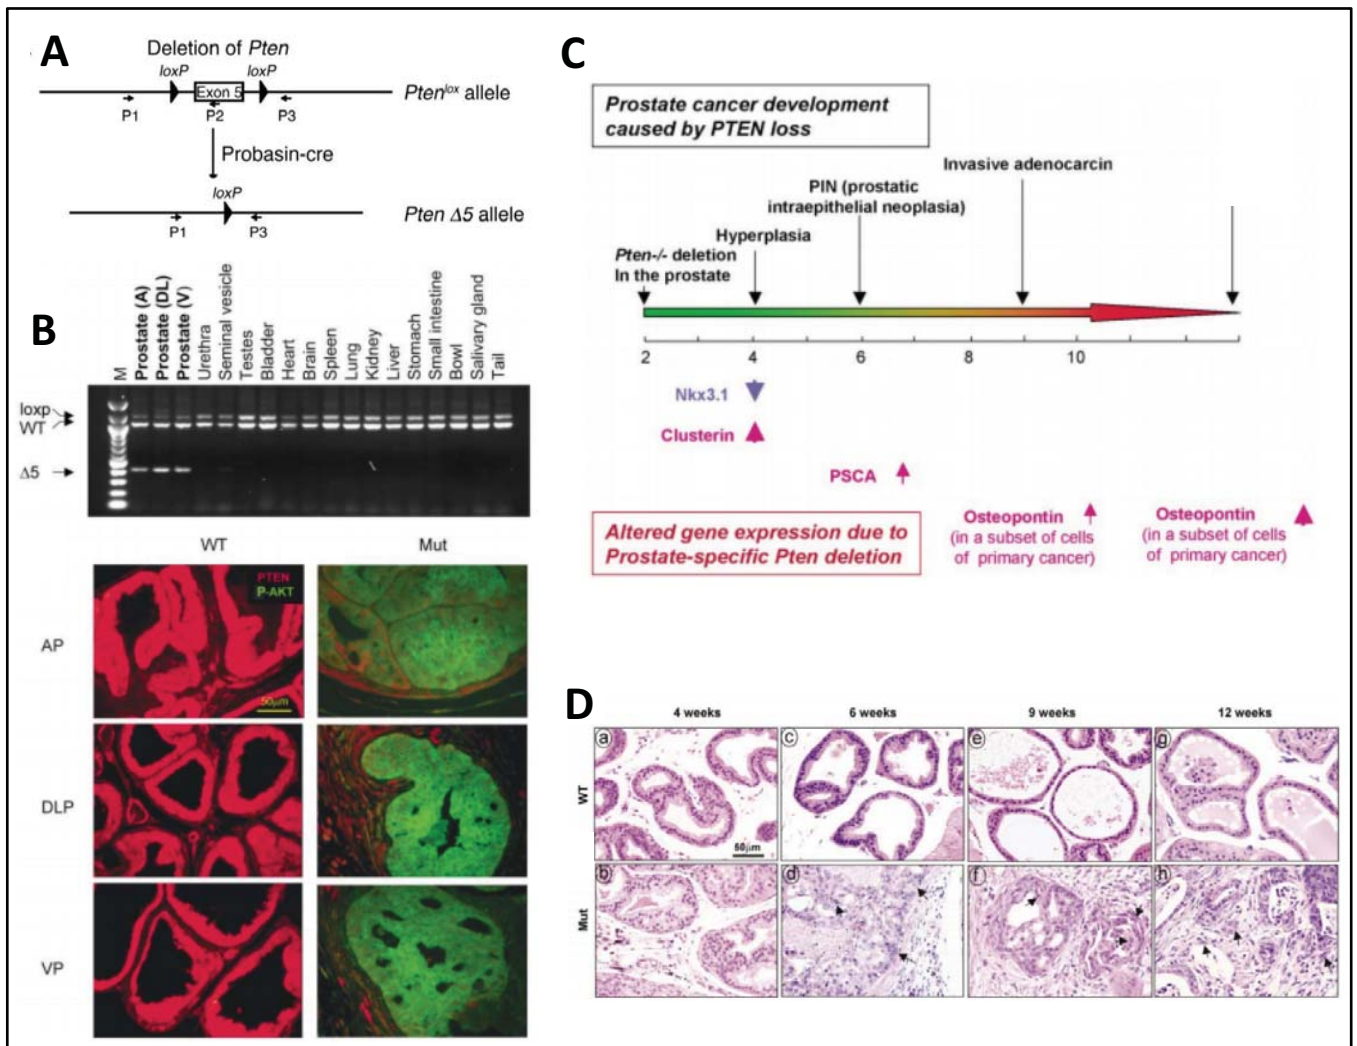 A
Deletion of Pten
loxP
loxP
Exon 5
Ptenlox allele
P1
P2
P3
Probasin-cre
loxP
Pten Δ5 allele
P1
P3
B
M
Prostate (A)
Prostate (DL)
Prostate (V)
Urethra
Seminal vesicle
Testes
Bladder
Heart
Brain
Spleen
Lung
Kidney
Liver
Stomach
Small intestine
Bowl
Salivary gland
Tail
loxp
WT
Δ5
WT
Mut
PTEN
P-AKT
AP
50µm
DLP
VP
C
Prostate cancer development
caused by PTEN loss
Invasive adenocarcin
PIN (prostatic
intraepithelial neoplasia)
Hyperplasia
Pten-/- deletion
In the prostate
2
4
6
8
10
Nkx3.1
Clusterin
PSCA
Altered gene expression due to
Prostate-specific Pten deletion
Osteopontin
(in a subset of cells
of primary cancer)
Osteopontin
(in a subset of cells
of primary cancer)
D
4 weeks
6 weeks
9 weeks
12 weeks
WT
a
c
e
g
50µm
Mut
b
d
f
h